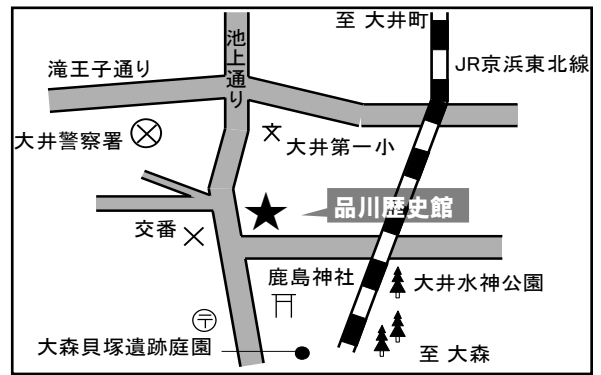 至 大井町
池上通り
JR京浜東北線
滝王子通り
大井警察署
文
大井第一小
品川歴史館
交番
鹿島神社
大井水神公園
〒
大森貝塚遺跡庭園
至 大森